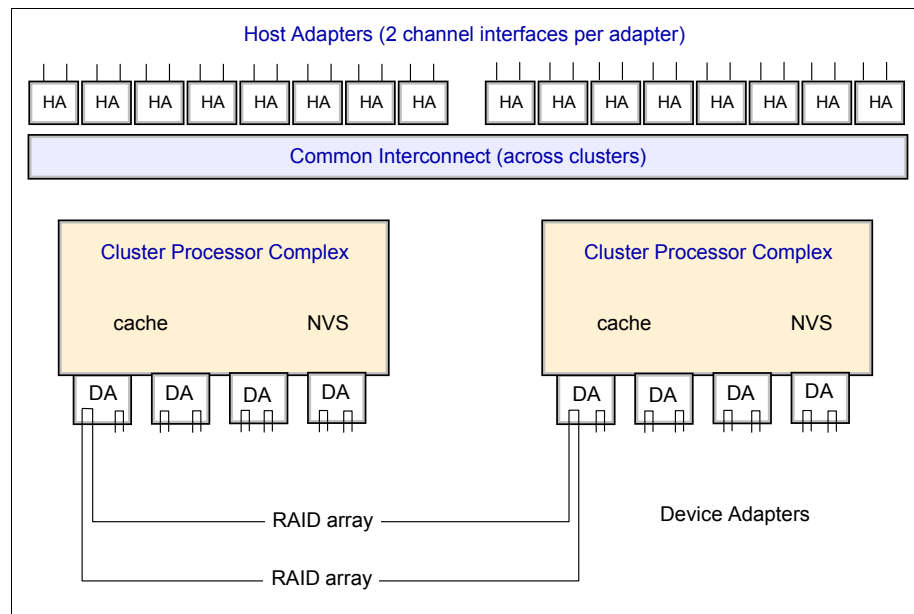 Host Adapters (2 channel interfaces per adapter)
HA HA HA HA HA HA HA HA HA HA HA HA HA HA HA HA
Common Interconnect (across clusters)
Cluster Processor Complex Cluster Processor Complex
cache NVS cache NVS
DA DA DA DA DA DA DA DA
RAID array Device Adapters
RAID array